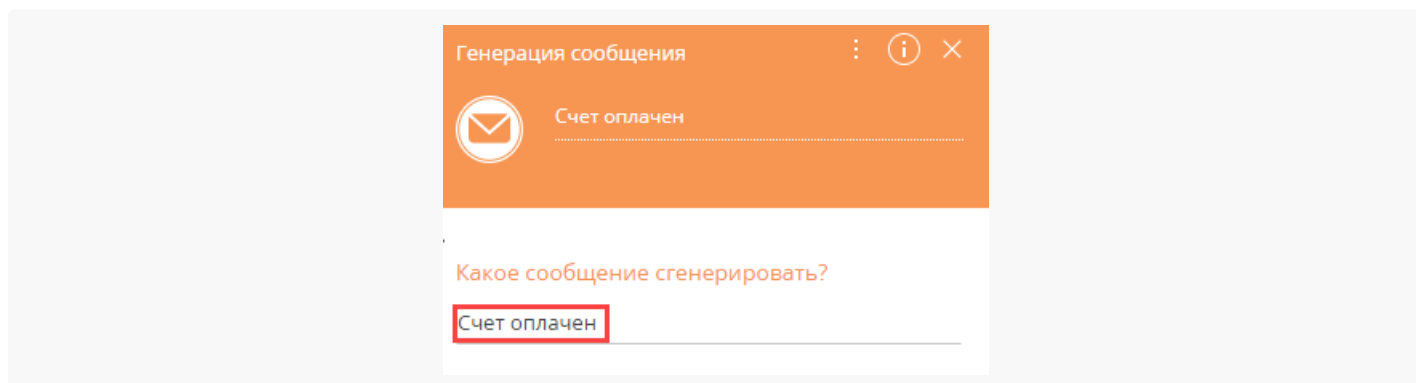 Генерация сообщения
Счет оплачен
Какое сообщение сгенерировать?
Счет оплачен